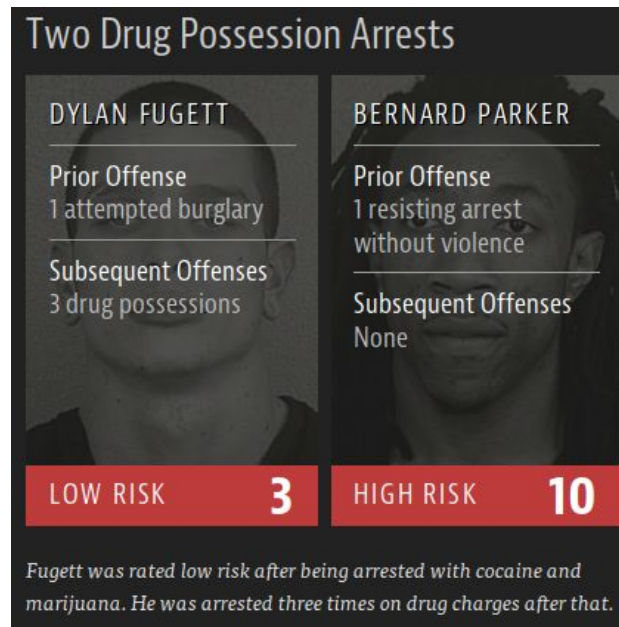 Two Drug Possession Arrests
DYLAN FUGETT
Prior Offense
1 attempted burglary
Subsequent Offenses
3 drug possessions
LOW RISK 3
BERNARD PARKER
Prior Offense
1 resisting arrest
without violence
Subsequent Offenses
None
HIGH RISK 10
Fugett was rated low risk after being arrested with cocaine and
marijuana. He was arrested three times on drug charges after that.